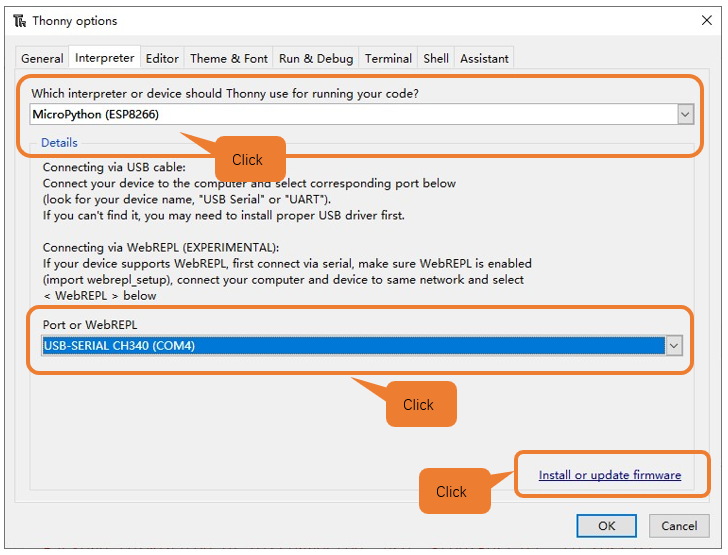 Thonny options
General Interpreter Editor Theme & Font Run & Debug Terminal Shell Assistant
Which interpreter or device should Thonny use for running your code?
MicroPython (ESP8266)
Click
Details
Connecting via USB cable:
Connect your device to the computer and select corresponding port below
(look for your device name, "USB Serial" or "UART").
If you can't find it, you may need to install proper USB driver first.
Connecting via WebREPL (EXPERIMENTAL):
If your device supports WebREPL, first connect via serial, make sure WebREPL is enabled
(import webrepl_setup), connect your computer and device to same network and select
< WebREPL > below
Port or WebREPL
USB-SERIAL CH340 (COM4)
Click
Install or update firmware
Click
OK Cancel